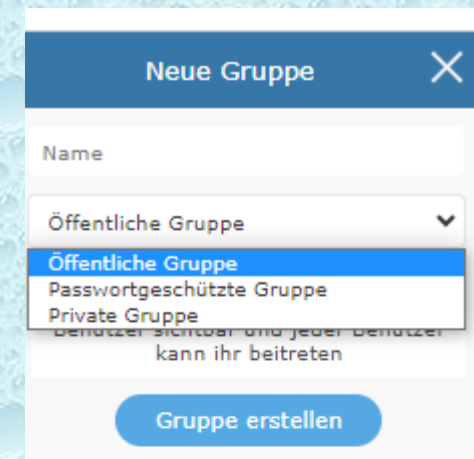 Neue Gruppe
Name
Öffentliche Gruppe
Öffentliche Gruppe
Passwortgeschützte Gruppe
Private Gruppe
Benutzer sichtbar und jeder Benutzer
kann ihr beitreten
Gruppe erstellen